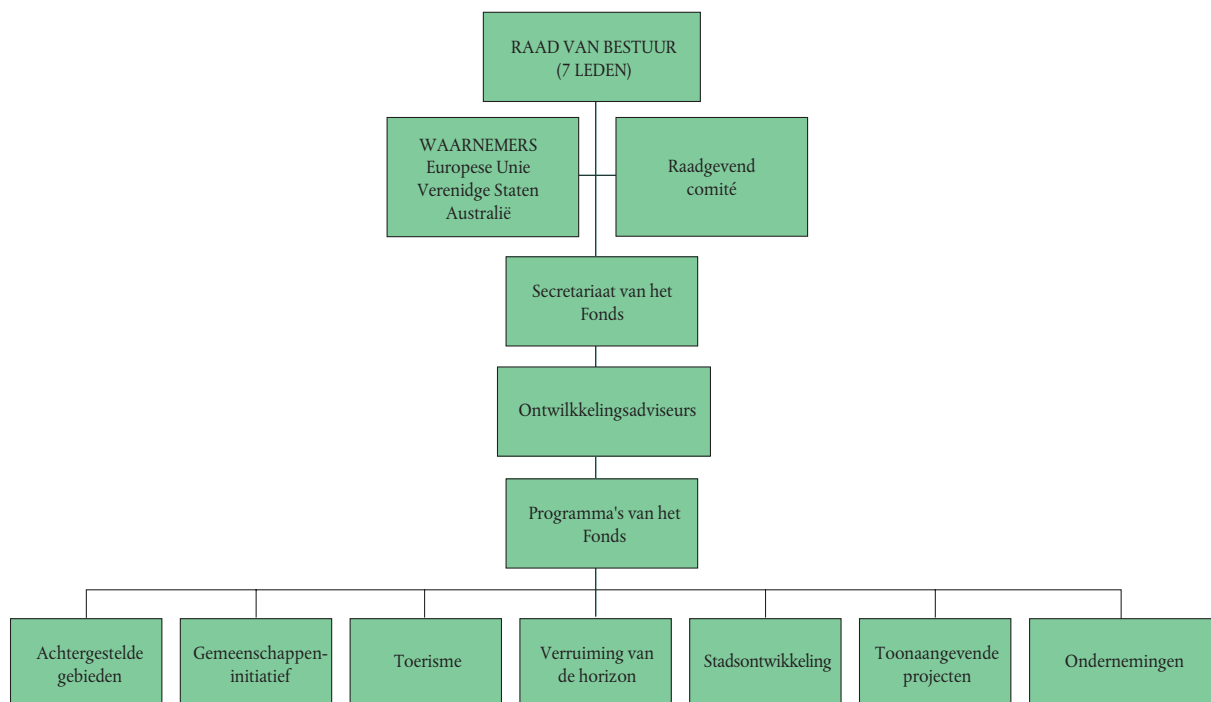 RAAD VAN BESTUUR
(7 LEDEN)
WAARNEMERS
Europese Unie
Verenidge Staten
Australië
Raadgevend
comité
Secretariaat van het
Fonds
Ontwilkkelingsadviseurs
Programma's van het
Fonds
Achtergestelde
gebieden
Gemeenschappen-
initiatief
Toerisme
Verruiming van
de horizon
Stadsontwikkeling
Toonaangevende
projecten
Ondernemingen